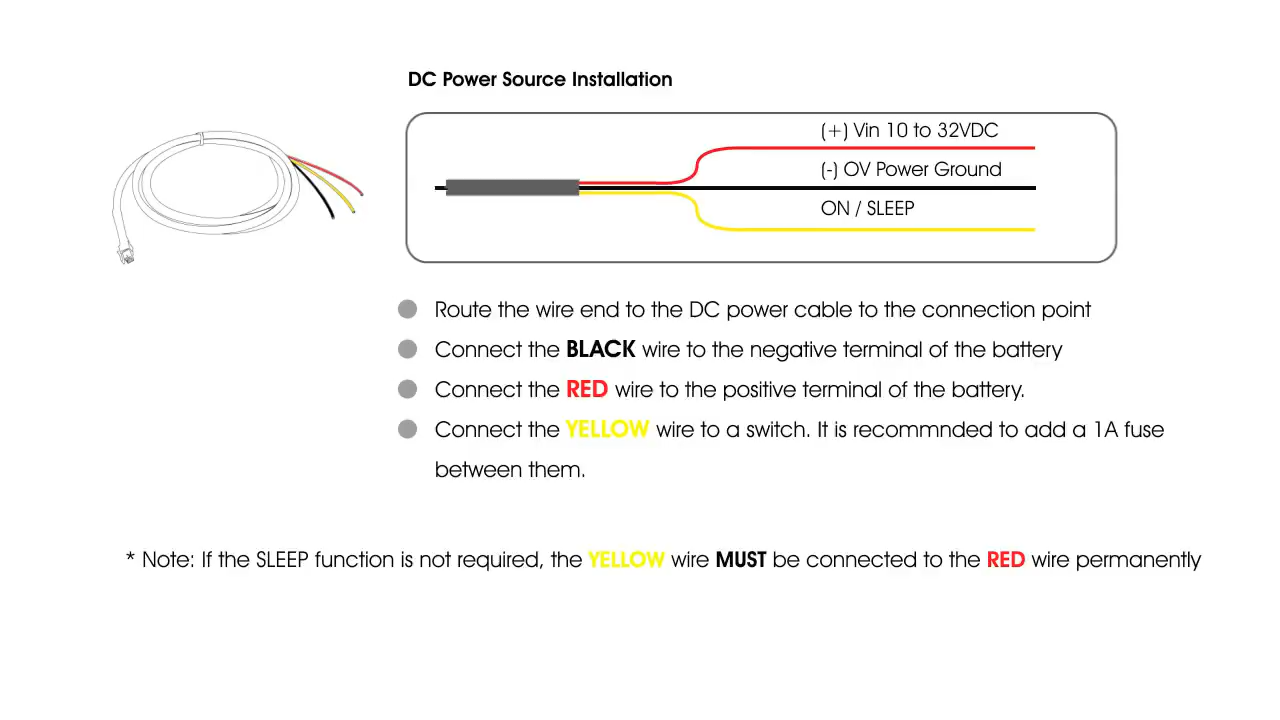 DC Power Source Installation
(+) Vin 10 to 32VDC
(-) OV Power Ground
ON / SLEEP
Route the wire end to the DC power cable to the connection point
Connect the BLACK wire to the negative terminal of the battery
Connect the RED wire to the positive terminal of the battery.
Connect the YELLOW wire to a switch. It is recommnded to add a 1A fuse
between them.
* Note: If the SLEEP function is not required, the YELLOW wire MUST be connected to the RED wire permanently